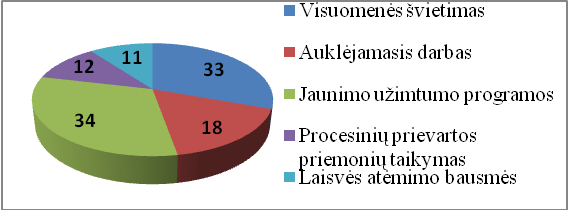 33
18
34
12
11
Visuomenės švietimas
Auklėjamasis darbas
Jaunimo užimtumo programos
Procesinių prievartos
priemonių taikymas
Laisvės atėmimo bausmės